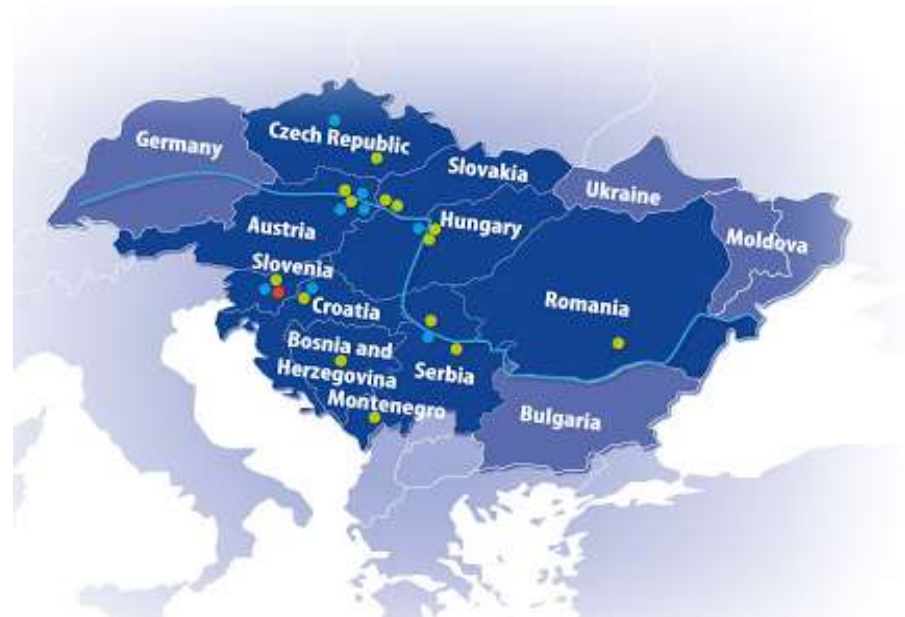 Germany
Czech Republic
Slovakia
Ukraine
Moldova
Austria
Hungary
Slovenia
Croatia
Romania
Bosnia and
Herzegovina
Serbia
Montenegro
Bulgaria